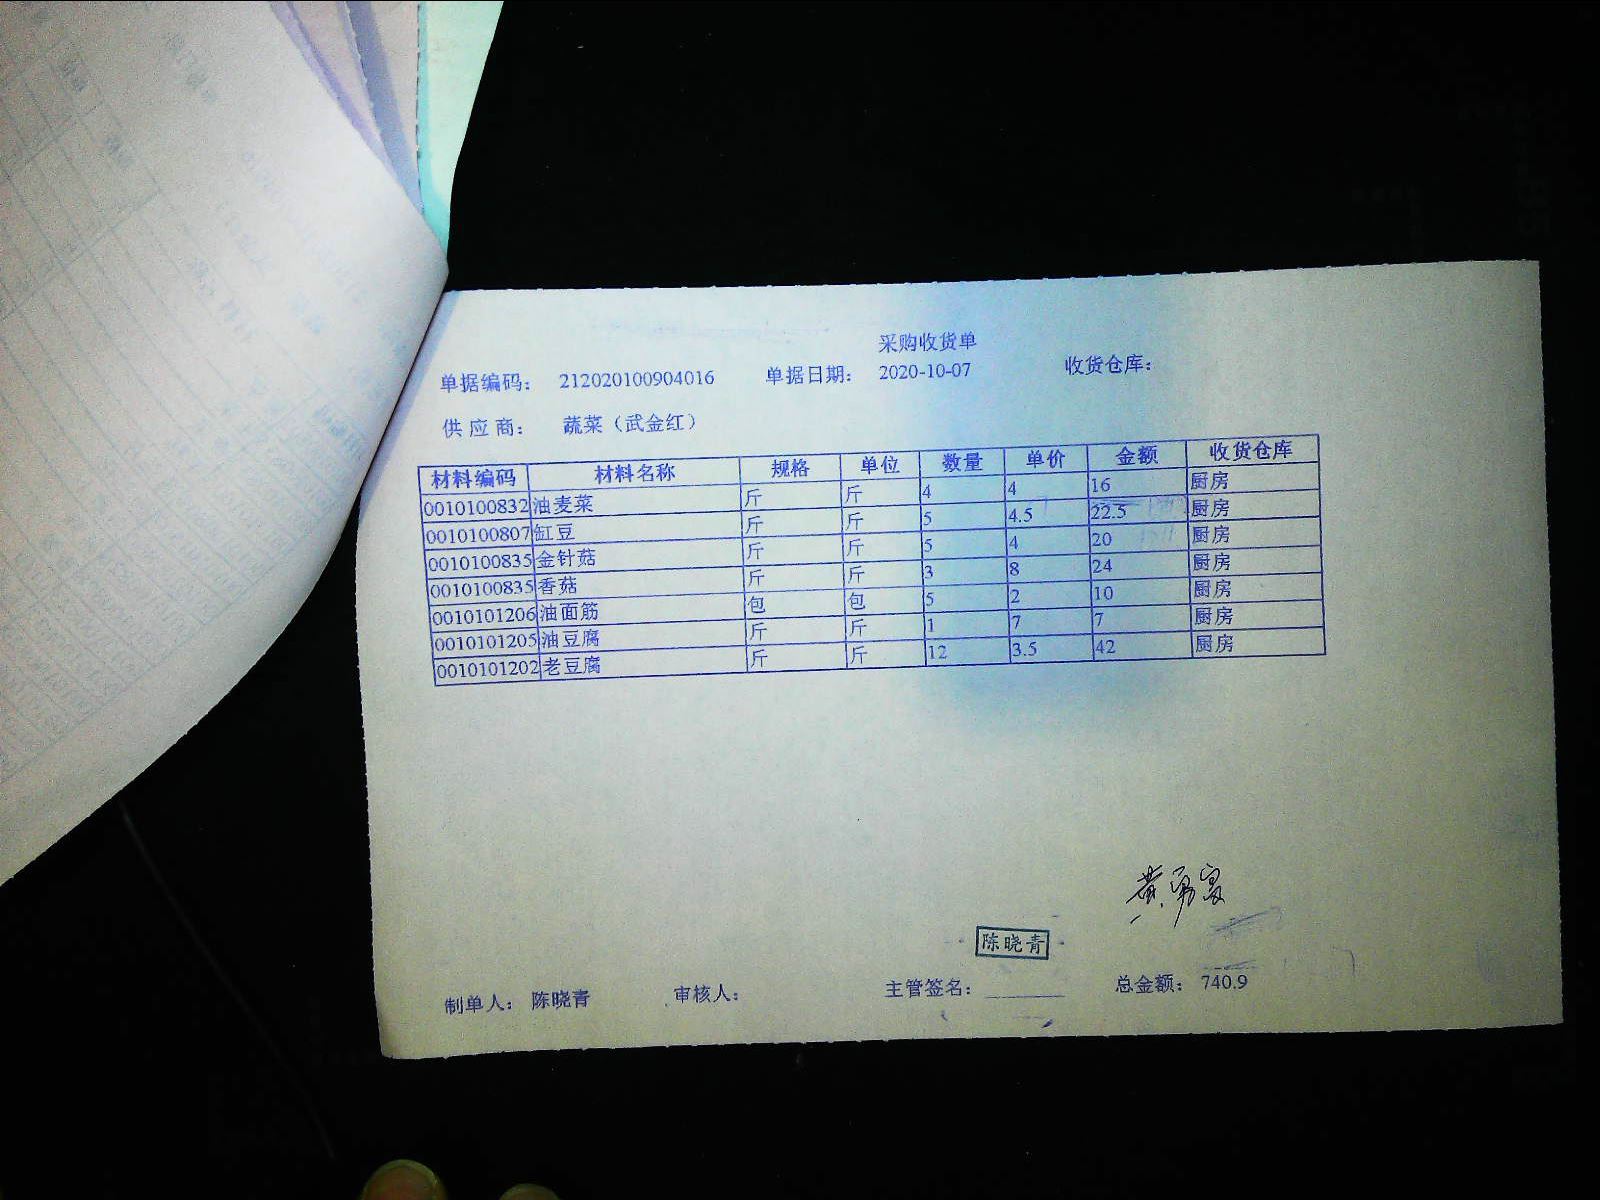 采购收货单
单据编码： 212020100904016 单据日期： 2020-10-07 收货仓库：
供应商： 蔬菜（武金红）
材料编码 材料名称 规格 单位 数量 单价 金额 收货仓库
0010100832 油麦菜 斤 斤 4 4 16 厨房
0010100807 缸豆 斤 斤 5 4.5 22.5 厨房
0010100835 金针菇 斤 斤 5 4 20 厨房
0010100835 香菇 斤 斤 3 8 24 厨房
0010101206 油面筋 包 包 5 2 10 厨房
0010101205 油豆腐 斤 斤 1 7 7 厨房
0010101202 老豆腐 斤 斤 12 3.5 42 厨房
陈晓青
制单人： 陈晓青 审核人： 主管签名： 总金额： 740.9